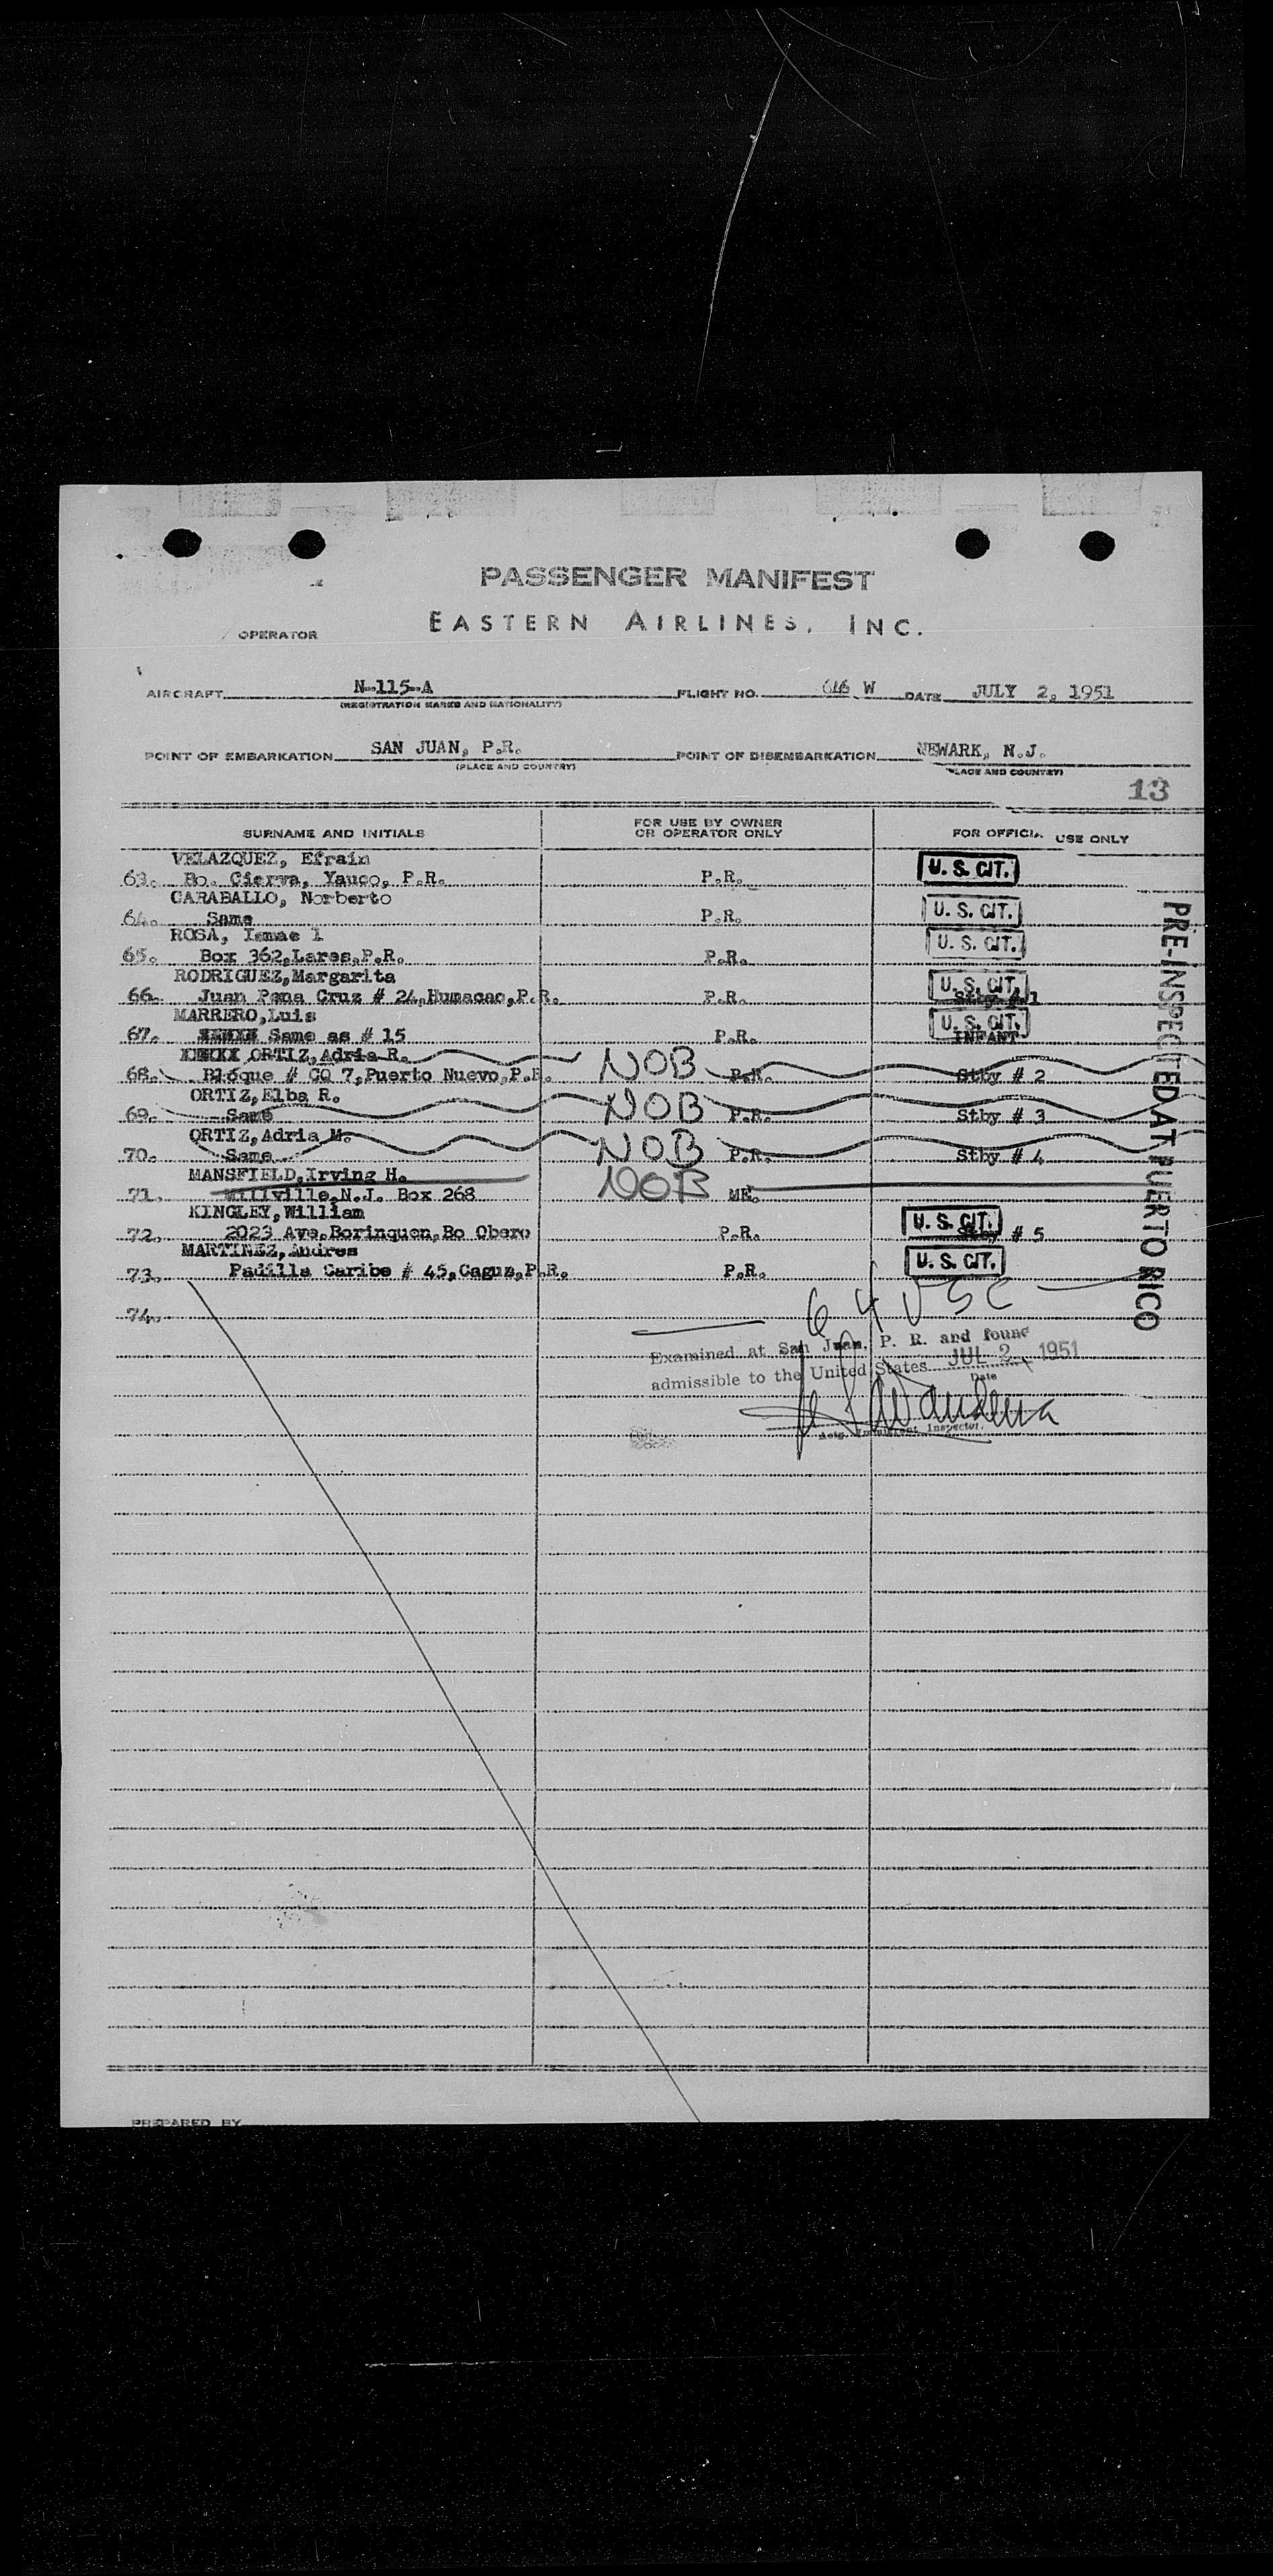 PASSENGER MANIFEST
EASTERN AIRLINES, INC.
OPERATOR
AIRCRAFT N-115-A FLIGHT NO. 616 W DATE JULY 2, 1951
(REGISTRATION MARKS AND NATIONALITY)
POINT OF EMBARKATION SAN JUAN, P.R. POINT OF DISEMBARKATION NEWARK, N.J.
(PLACE AND COUNTRY) (PLACE AND COUNTRY)
13
SURNAME AND INITIALS FOR USE BY OWNER OR OPERATOR ONLY FOR OFFICIAL USE ONLY
VELAZQUEZ, Efrain
63. Bo. Cierva, Yauco, P.R. P.R. U. S. CIT.
CARABALLO, Norberto
64. Same P.R. U. S. CIT.
ROSA, Ismae l
65. Box 362,Lares,P.R. P.R. U. S. CIT.
RODRIGUEZ,Margarita
66. Juan Pena Cruz # 24,Humacao,P.R. P.R. U. S. CIT. Stby # 1
MARRERO,Luis
67. Same as # 15 P.R. U. S. CIT. INFANT
ORTIZ,Adria R.
68. Bloque # CQ 7,Puerto Nuevo,P.R. NOB P.R. Stby # 2
ORTIZ,Elba R.
69. Same NOB P.R. Stby # 3
ORTIZ,Adria M.
70. Same NOB P.R. Stby # 4
MANSFIELD,Irving H.
71. Millville,N.J. Box 268 NOB ME.
KINGLEY,William
72. 2023 Ave,Borinquen,Bo Obero P.R. U. S. CIT. Stby # 5
MARTINEZ,Andres
73. Padilla Caribe # 45,Cagus,P.R. P.R. U. S. CIT.
74.
64 USC
Examined at San Juan, P. R. and found
admissible to the United States JUL 2 1951
Date
Actg. Immigrant Inspector.
PRE-INSPECTED AT PUERTO RICO
PREPARED BY